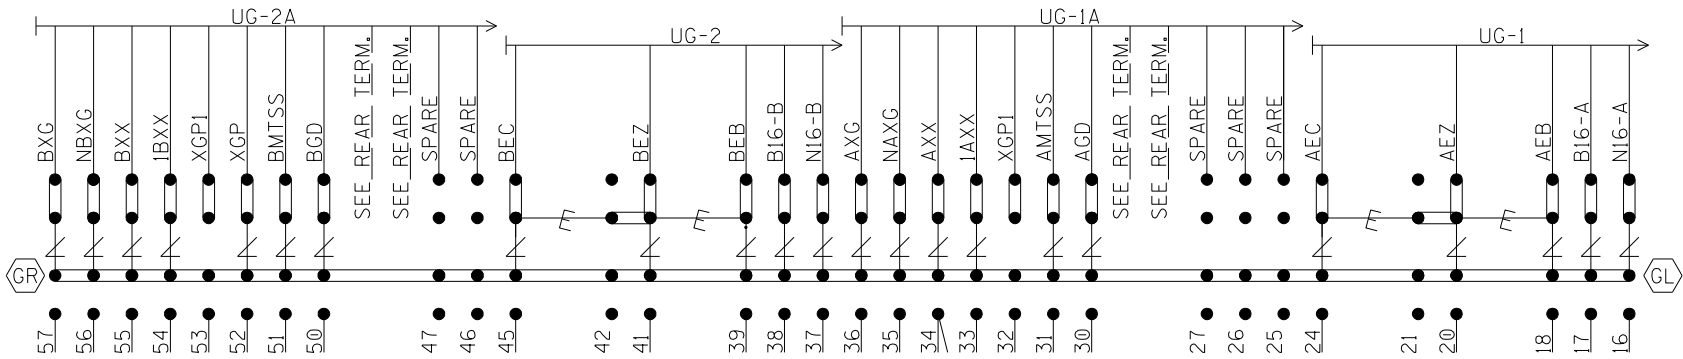 UG-2A
UG-2
UG-1A
UG-1
BXG
NBXG
BXX
1BXX
XGP1
XGP
BMTSS
BGD
SEE REAR TERM.
SEE REAR TERM.
SPARE
SPARE
BEC
BEZ
BEB
B16-B
N16-B
AXG
NAXG
AXX
1AXX
XGP1
AMTSS
AGD
SEE REAR TERM.
SEE REAR TERM.
SPARE
SPARE
SPARE
AEC
AEZ
AEB
B16-A
N16-A
E
E
E
E
GR
GL
57
56
55
54
53
52
51
50
47
46
45
42
41
39
38
37
36
35
34
33
32
31
30
27
26
25
24
21
20
18
17
16